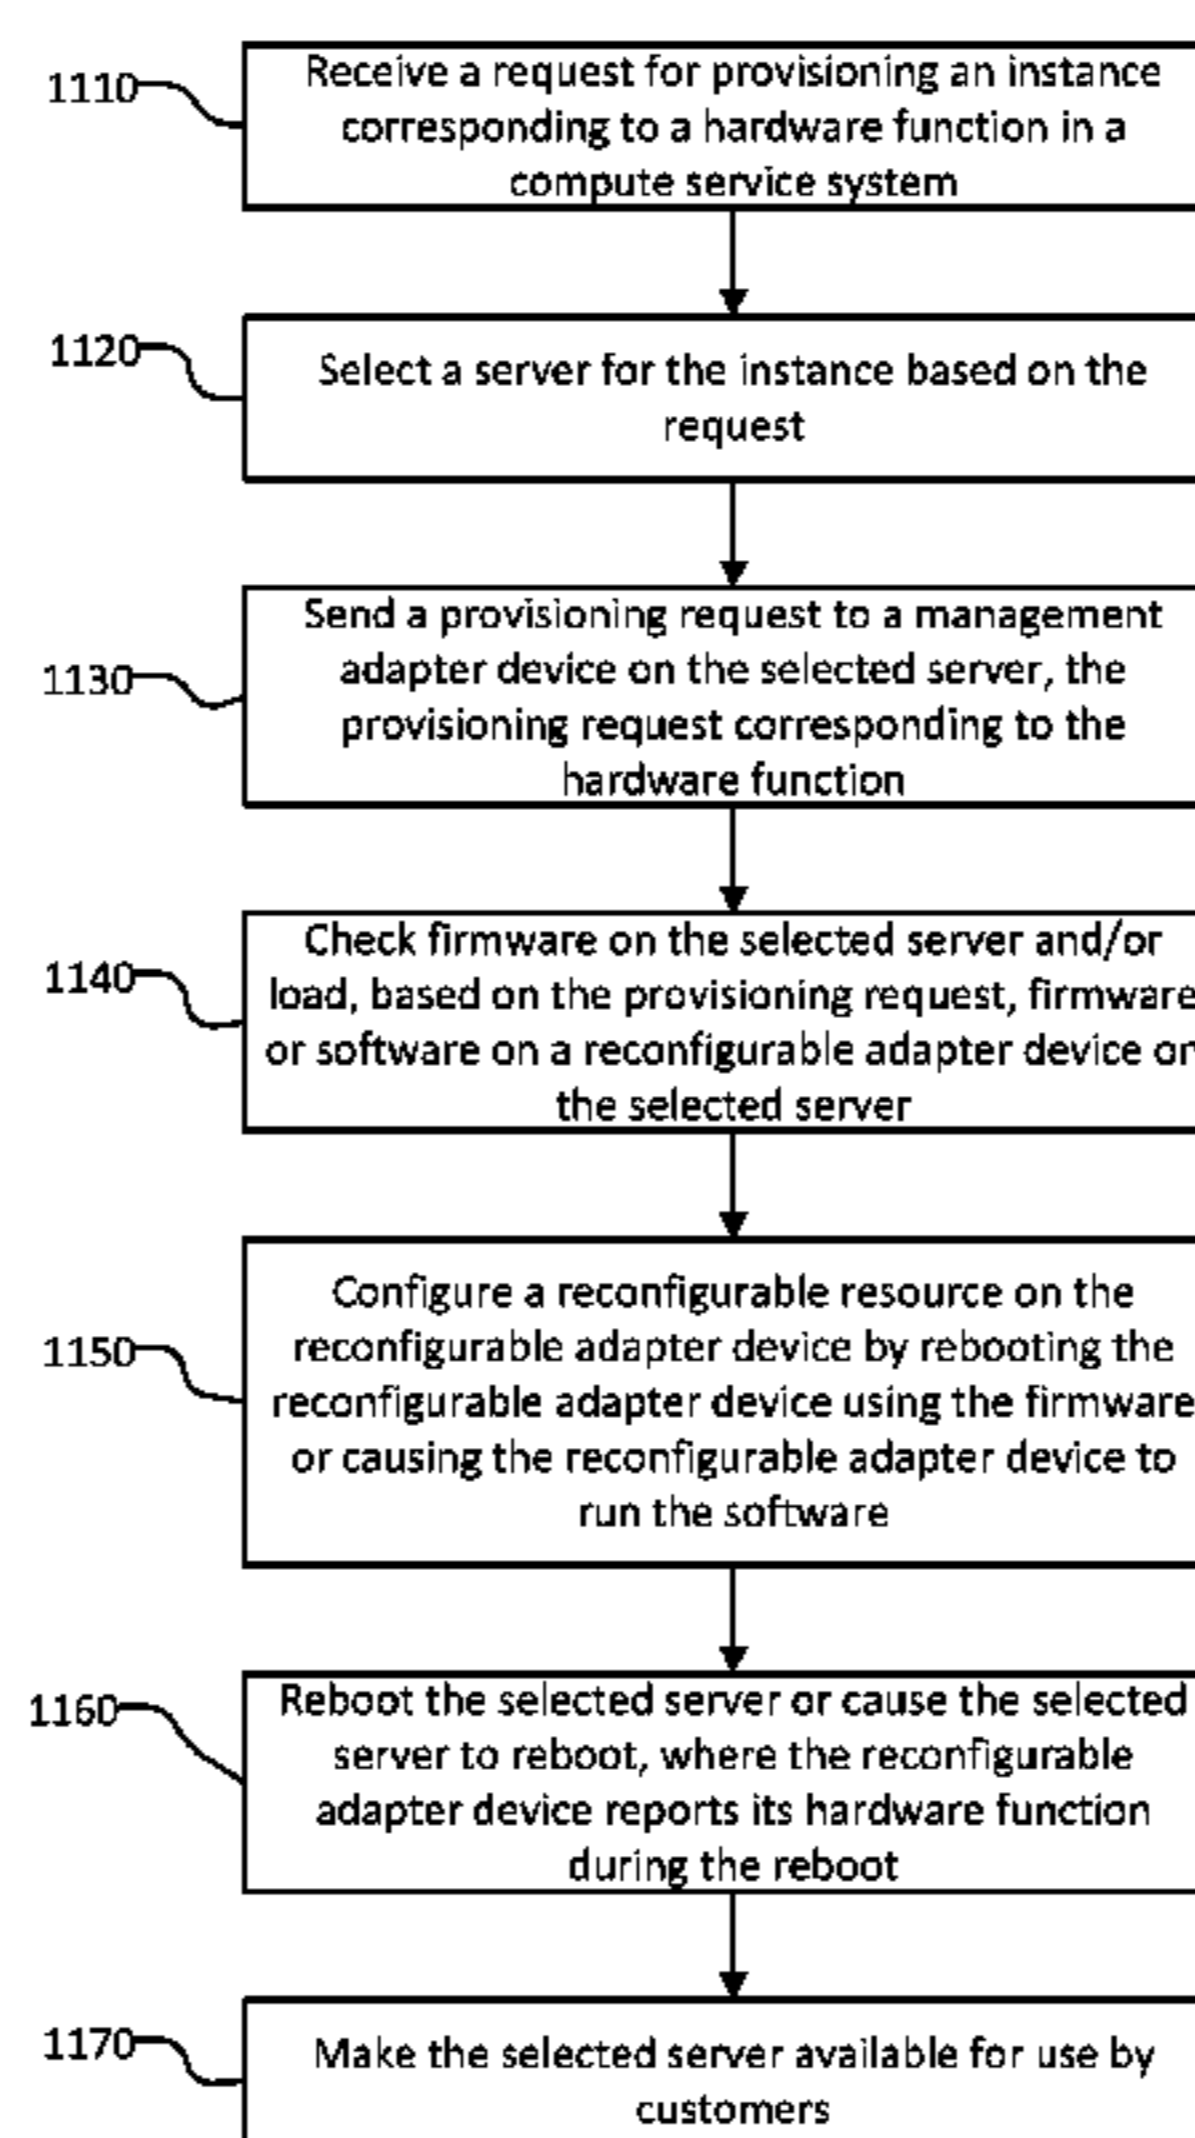 1110
Receive a request for provisioning an instance
corresponding to a hardware function in a
compute service system
1120
Select a server for the instance based on the
request
1130
Send a provisioning request to a management
adapter device on the selected server, the
provisioning request corresponding to the
hardware function
1140
Check firmware on the selected server and/or
load, based on the provisioning request, firmware
or software on a reconfigurable adapter device on
the selected server
1150
Configure a reconfigurable resource on the
reconfigurable adapter device by rebooting the
reconfigurable adapter device using the firmware
or causing the reconfigurable adapter device to
run the software
1160
Reboot the selected server or cause the selected
server to reboot, where the reconfigurable
adapter device reports its hardware function
during the reboot
1170
Make the selected server available for use by
customers